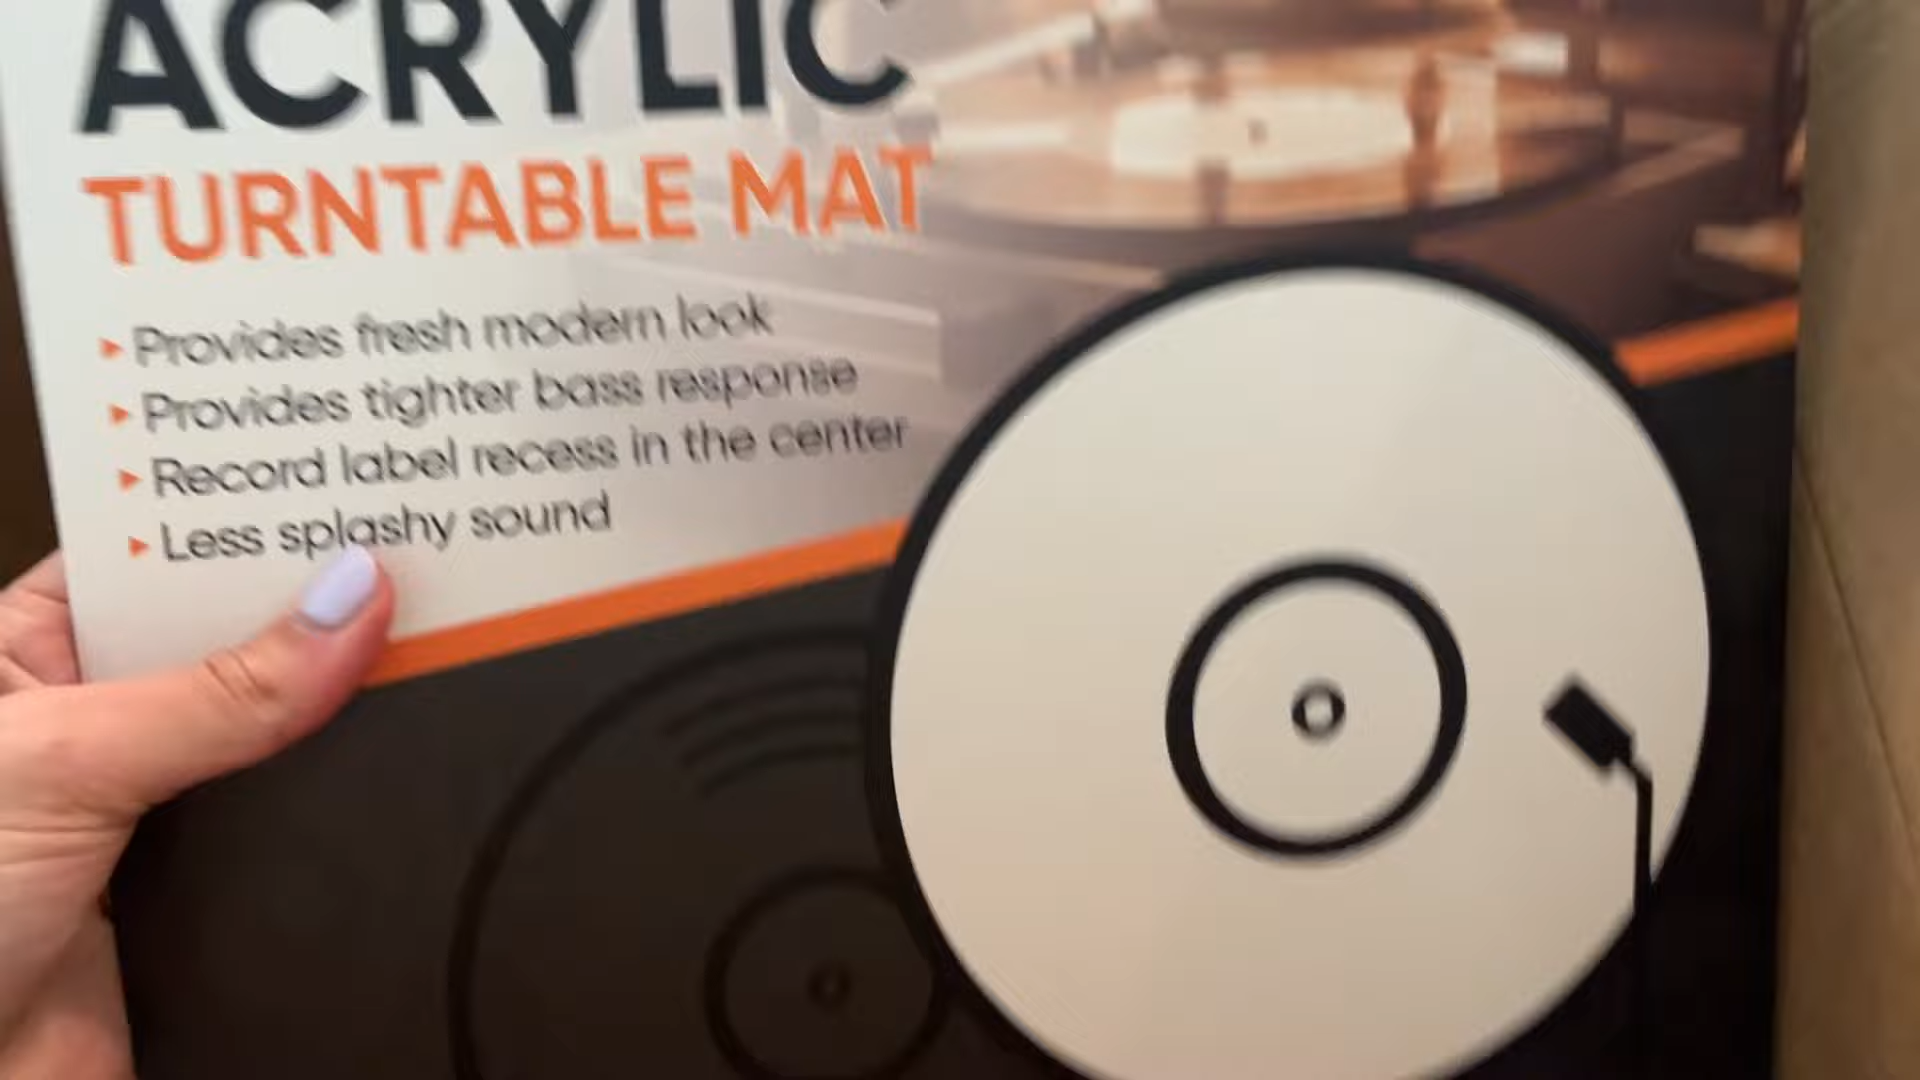 ACRYLIC
TURNTABLE MAT
▸ Provides fresh modern look
▸ Provides tighter bass response
▸ Record label recess in the center
▸ Less splashy sound